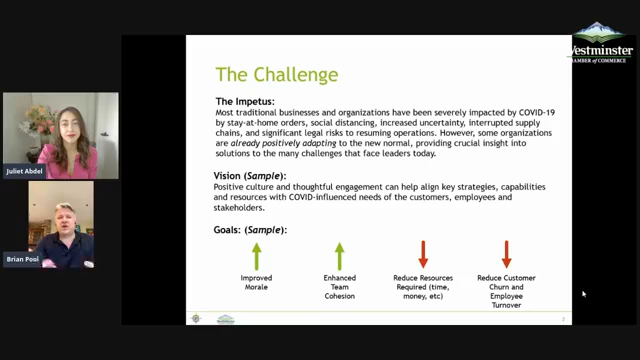 Westminster
CHAMBER of COMMERCE
The Challenge
The Impetus:
Most traditional businesses and organizations have been severely impacted by COVID-19
by stay-at-home orders, social distancing, increased uncertainty, interrupted supply
chains, and significant legal risks to resuming operations. However, some organizations
are already positively adapting to the new normal, providing crucial insight into
solutions to the many challenges that face leaders today.
Juliet Abdel
Vision (Sample):
Positive culture and thoughtful engagement can help align key strategies, capabilities
and resources with COVID-influenced needs of the customers, employees and
stakeholders.
Goals: (Sample):
Brian Pool
Improved
Morale
Enhanced
Team
Cohesion
Reduce Resources
Required (time,
money, etc)
Reduce Customer
Churn and
Employee
Turnover